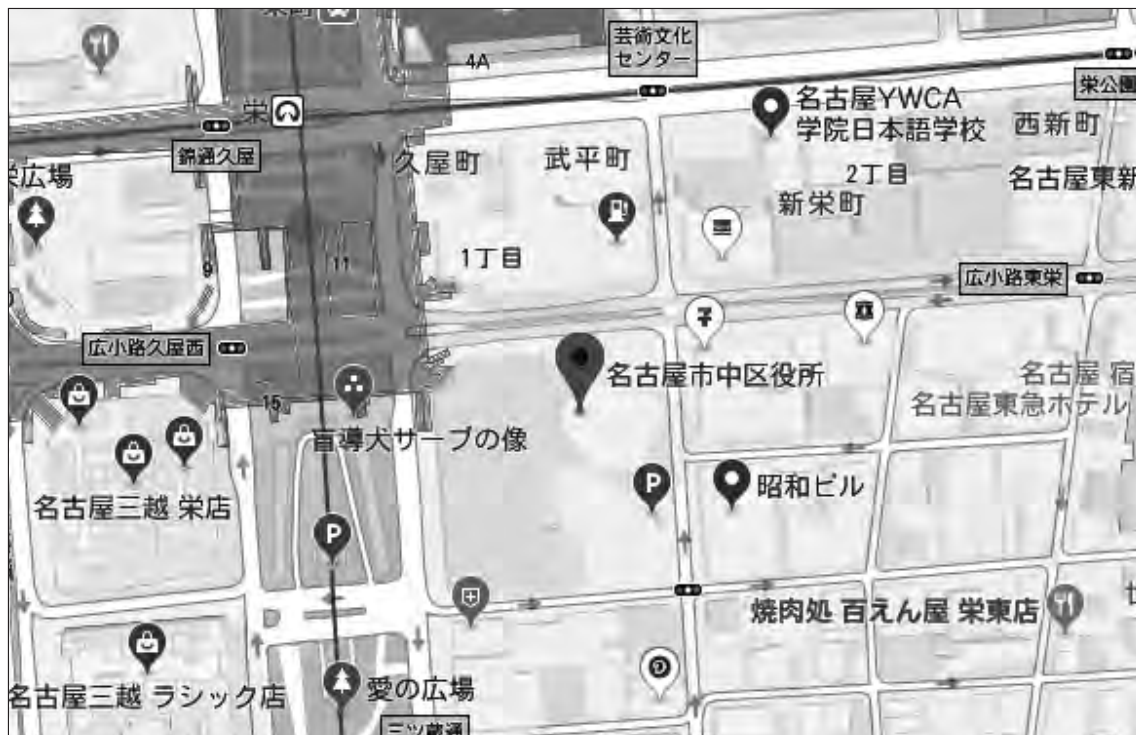 4A
芸術文化
センター
栄
錦通久屋
久屋町
武平町
名古屋YWCA
学院日本語学校
西新町
栄公園
2丁目
新栄町
名古屋東新
広場
1丁目
9
11
広小路東栄
広小路久屋西
名古屋市中区役所
名古屋 宿
名古屋東急ホテル
15
盲導犬サーブの像
P
昭和ビル
名古屋三越 栄店
P
焼肉処 百えん屋 栄東店
名古屋三越 ラシック店
愛の広場
三ツ蔵通